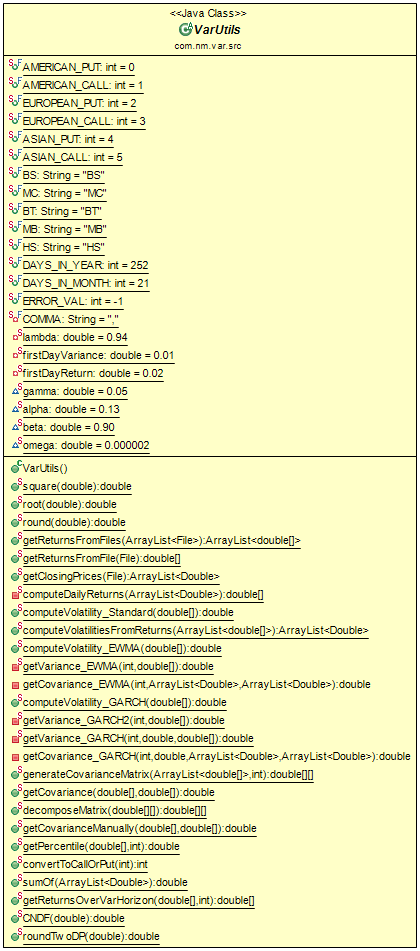 <<Java Class>>
VarUtils
com.nm.var.src
AMERICAN_PUT: int = 0
AMERICAN_CALL: int = 1
EUROPEAN_PUT: int = 2
EUROPEAN_CALL: int = 3
ASIAN_PUT: int = 4
ASIAN_CALL: int = 5
BS: String = "BS"
MC: String = "MC"
BT: String = "BT"
MB: String = "MB"
HS: String = "HS"
DAYS_IN_YEAR: int = 252
DAYS_IN_MONTH: int = 21
ERROR_VAL: int = -1
COMMA: String = ","
lambda: double = 0.94
firstDayVariance: double = 0.01
firstDayReturn: double = 0.02
gamma: double = 0.05
alpha: double = 0.13
beta: double = 0.90
omega: double = 0.000002
VarUtils()
square(double):double
root(double):double
round(double):double
getReturnsFromFiles(ArrayList<File>):ArrayList<double[]>
getReturnsFromFile(File):double[]
getClosingPrices(File):ArrayList<Double>
computeDailyReturns(ArrayList<Double>):double[]
computeVolatility_Standard(double[]):double
computeVolatilitiesFromReturns(ArrayList<double[]>):ArrayList<Double>
computeVolatility_EWMA(double[]):double
getVariance_EWMA(int,double[]):double
getCovariance_EWMA(int,ArrayList<Double>,ArrayList<Double>):double
computeVolatility_GARCH(double[]):double
getVariance_GARCH2(int,double[]):double
getVariance_GARCH(int,double,double[]):double
getCovariance_GARCH(int,double,ArrayList<Double>,ArrayList<Double>):double
generateCovarianceMatrix(ArrayList<double[]>,int):double[][]
getCovariance(double[],double[]):double
decomposeMatrix(double[][]):double[][]
getCovarianceManually(double[],double[]):double
getPercentile(double[],int):double
convertToCallOrPut(int):int
sumOf(ArrayList<Double>):double
getReturnsOverVarHorizon(double[],int):double[]
CNDF(double):double
roundTwoDP(double):double